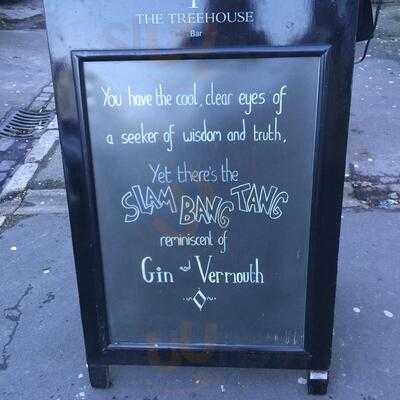 THE TREEHOUSE
Bar
You have the cool, clear eyes of
a seeker of wisdom and truth,
Yet there's the
SLAM BANG TANG
reminiscent of
Gin and Vermouth